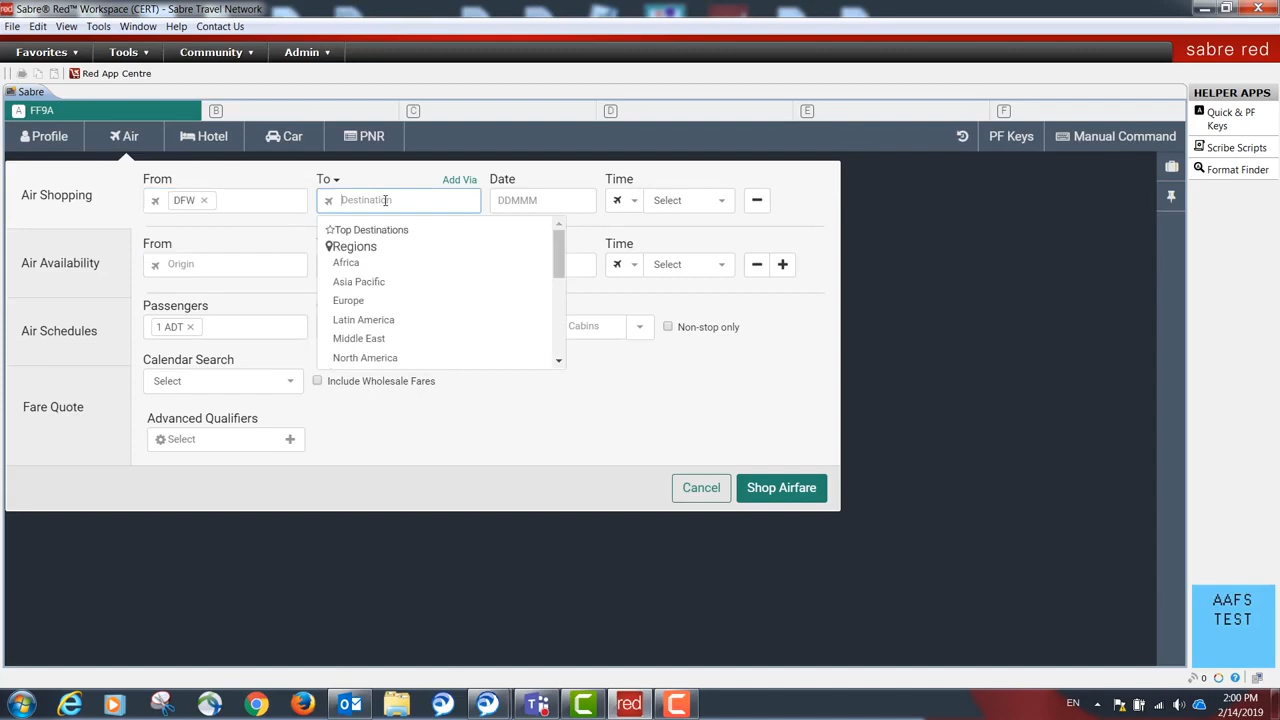 Sabre® Red™ Workspace (CERT) - Sabre Travel Network
File Edit View Tools Window Help Contact Us
Favorites Tools Community Admin sabre red
Red App Centre
Sabre HELPER APPS
A FF9A B C D E F
Quick & PF Keys
Profile Air Hotel Car PNR PF Keys Manual Command
Scribe Scripts
Format Finder
Air Shopping
From To Add Via Date Time
DFW Destination DDMMM Select
Top Destinations
Regions
Africa
Asia Pacific
Europe
Latin America
Middle East
North America
Air Availability
From Time
Origin Select
Passengers
1 ADT Cabins Non-stop only
Air Schedules
Calendar Search
Select Include Wholesale Fares
Fare Quote
Advanced Qualifiers
Select
Cancel Shop Airfare
AAFS
TEST
0
red EN 2:00 PM
2/14/2019